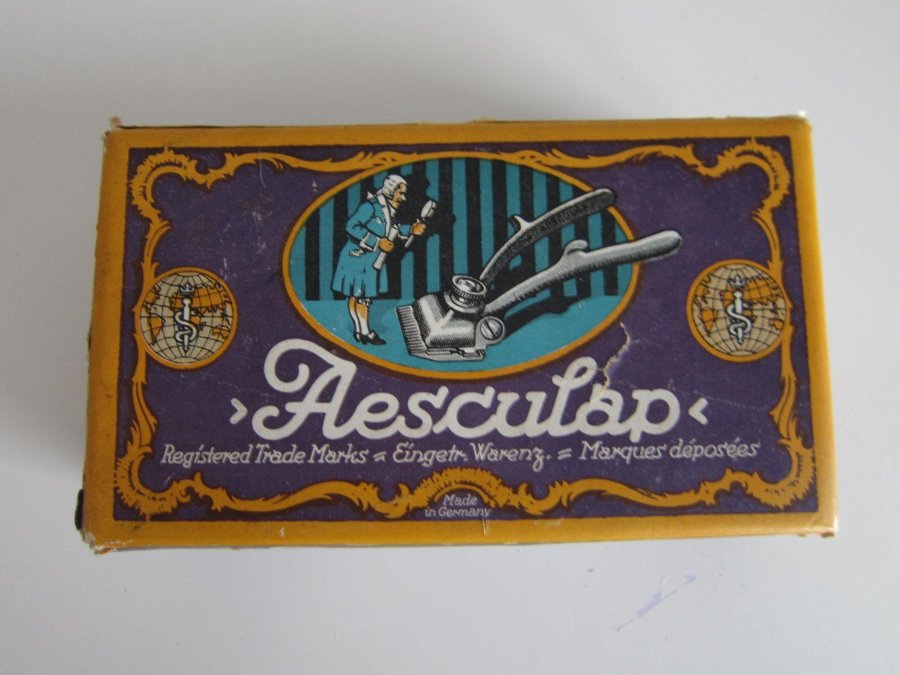 ›Aesculap‹
Registered Trade Marks = Eingetr. Warenz. = Marques déposées
Made
in Germany